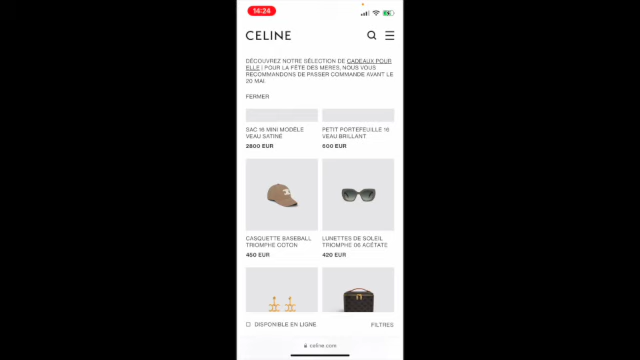 14:24
CELINE
DÉCOUVREZ NOTRE SÉLECTION DE CADEAUX POUR
ELLE ! POUR LA FÊTE DES MERES, NOUS VOUS
RECOMMANDONS DE PASSER COMMANDE AVANT LE
20 MAI.
FERMER
SAC 16 MINI MODÈLE
VEAU SATINÉ
2800 EUR
PETIT PORTEFEUILLE 16
VEAU BRILLANT
600 EUR
CASQUETTE BASEBALL
TRIOMPHE COTON
450 EUR
LUNETTES DE SOLEIL
TRIOMPHE 06 ACÉTATE
420 EUR
DISPONIBLE EN LIGNE
FILTRES
celine.com